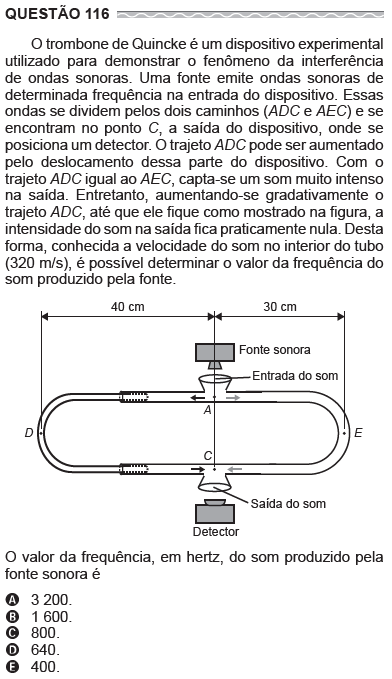 QUESTÃO 116
O trombone de Quincke é um dispositivo experimental
utilizado para demonstrar o fenômeno da interferência
de ondas sonoras. Uma fonte emite ondas sonoras de
determinada frequência na entrada do dispositivo. Essas
ondas se dividem pelos dois caminhos (ADC e AEC) e se
encontram no ponto C, a saída do dispositivo, onde se
posiciona um detector. O trajeto ADC pode ser aumentado
pelo deslocamento dessa parte do dispositivo. Com o
trajeto ADC igual ao AEC, capta-se um som muito intenso
na saída. Entretanto, aumentando-se gradativamente o
trajeto ADC, até que ele fique como mostrado na figura, a
intensidade do som na saída fica praticamente nula. Desta
forma, conhecida a velocidade do som no interior do tubo
(320 m/s), é possível determinar o valor da frequência do
som produzido pela fonte.
40 cm 30 cm
Fonte sonora
Entrada do som
A
D E
C
Saída do som
Detector
O valor da frequência, em hertz, do som produzido pela
fonte sonora é
A 3 200.
B 1 600.
C 800.
D 640.
E 400.